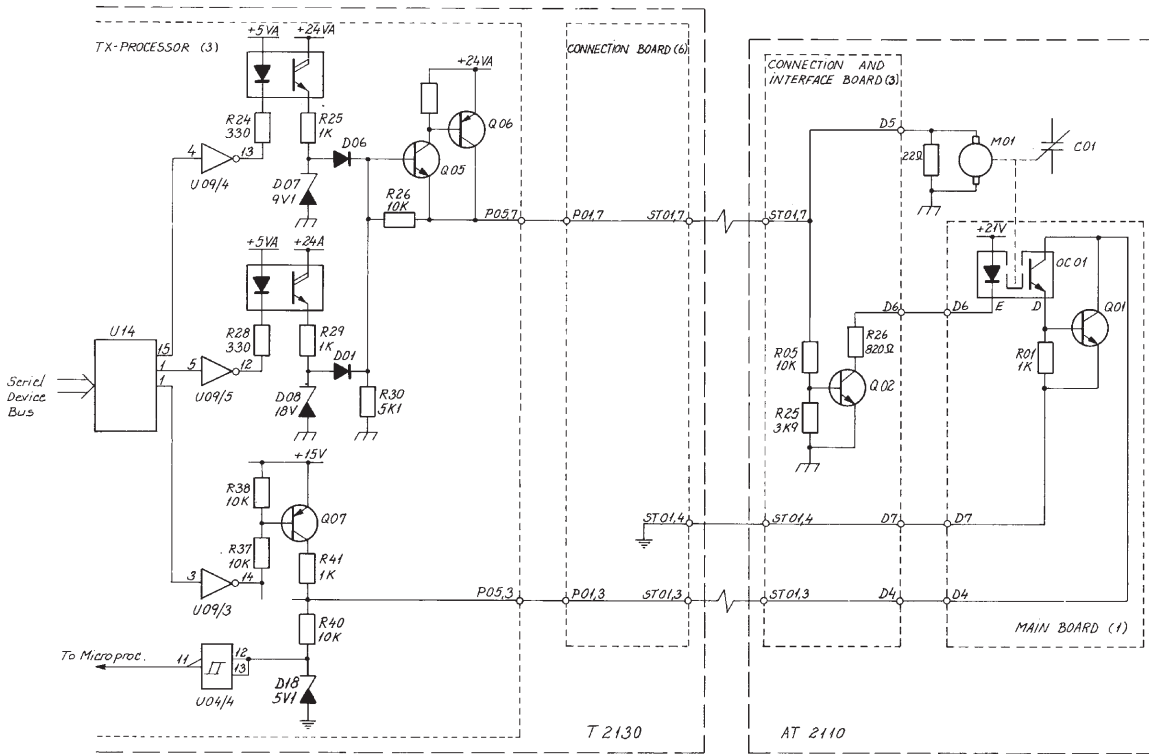 TX-PROCESSOR (3)
+5VA
+24VA
R24
330
R25
1K
4
13
U09/4
D06
D07
9V1
+24VA
Q06
Q05
R26
10K
P05,7
+5VA
+24A
R28
330
R29
1K
U14
15
1
1
5
12
U09/5
D01
D08
18V
R30
5K1
Serial
Device
Bus
+15V
R38
10K
Q07
R37
10K
R41
1K
3
14
U09/3
P05,3
R40
10K
To Microproc.
11
12
13
U04/4
D18
5V1
CONNECTION BOARD (6)
P01,7
ST01,7
ST01,4
P01,3
ST01,3
T 2130
CONNECTION AND
INTERFACE BOARD (3)
D5
22Ω
M01
C01
ST01,7
+21V
OC01
E
D
Q01
R01
1K
D6
D6
R26
820Ω
R05
10K
Q02
R25
3K9
ST01,4
D7
D7
ST01,3
D4
D4
MAIN BOARD (1)
AT 2110